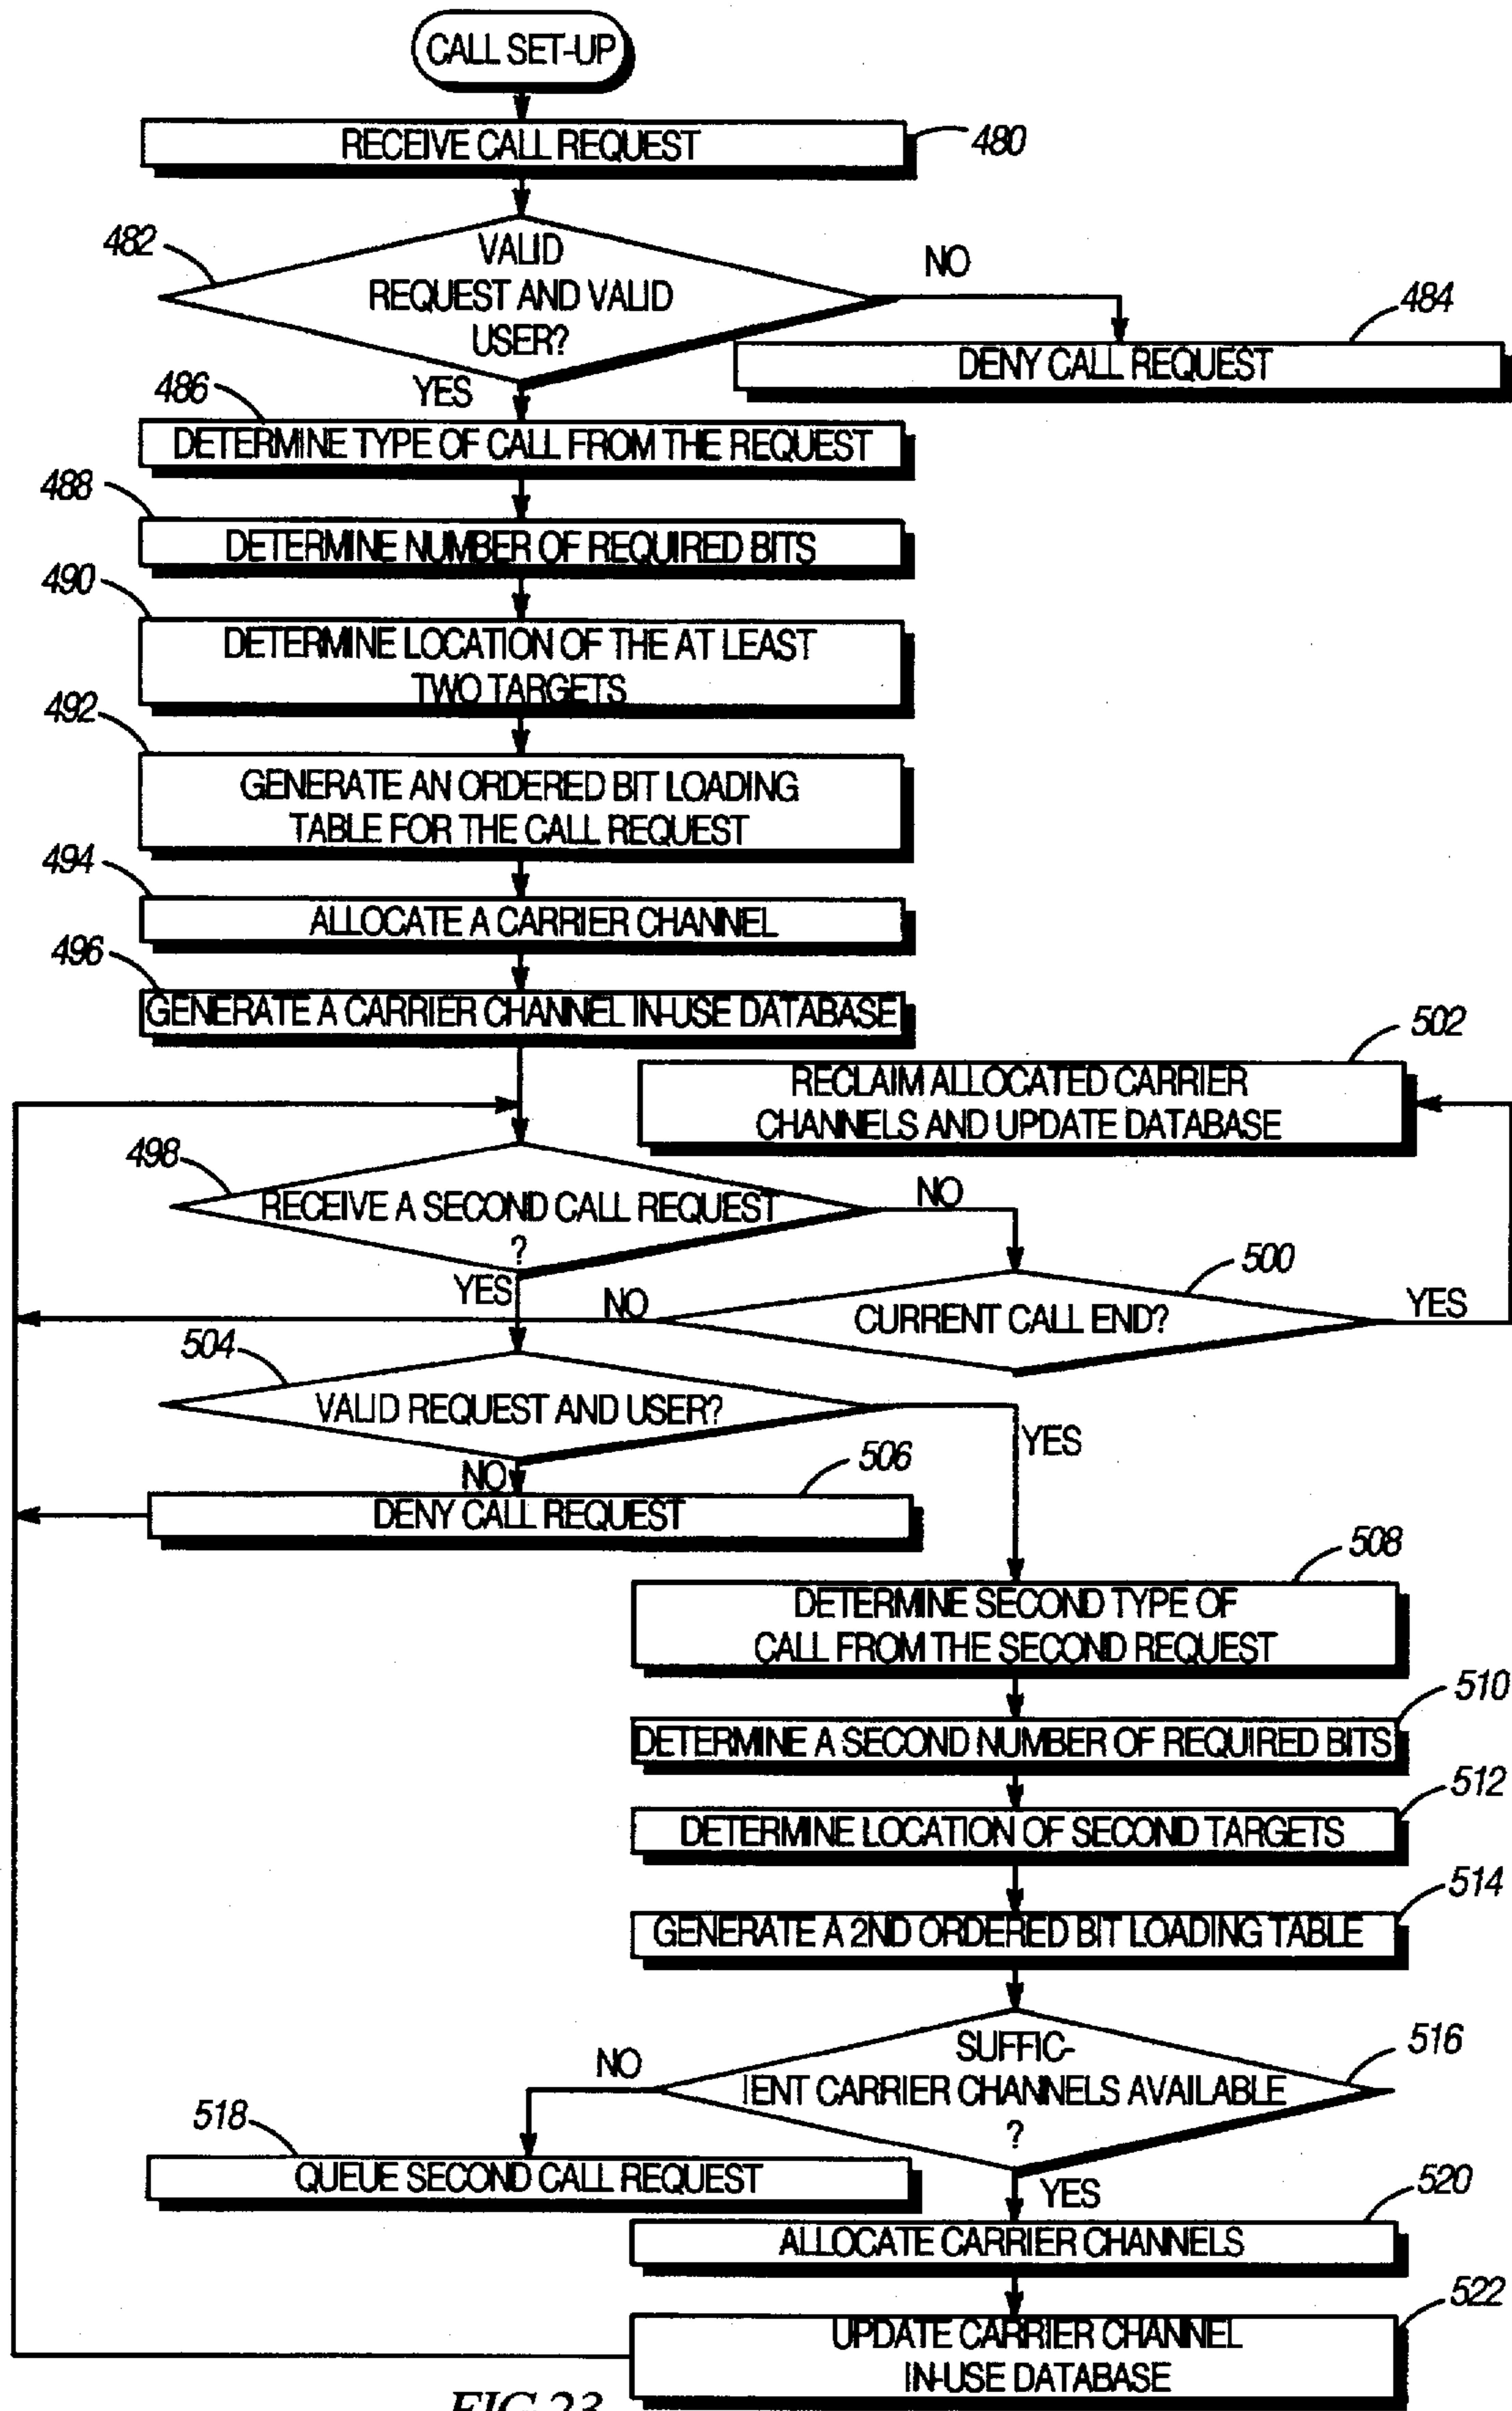 CALL SET-UP
RECEIVE CALL REQUEST
480
482
VALID
REQUEST AND VALID
USER?
NO
484
DENY CALL REQUEST
YES
486
DETERMINE TYPE OF CALL FROM THE REQUEST
488
DETERMINE NUMBER OF REQUIRED BITS
490
DETERMINE LOCATION OF THE AT LEAST
TWO TARGETS
492
GENERATE AN ORDERED BIT LOADING
TABLE FOR THE CALL REQUEST
494
ALLOCATE A CARRIER CHANNEL
496
GENERATE A CARRIER CHANNEL IN-USE DATABASE
502
RECLAIM ALLOCATED CARRIER
CHANNELS AND UPDATE DATABASE
498
RECEIVE A SECOND CALL REQUEST
?
NO
YES
500
CURRENT CALL END?
NO
YES
504
VALID REQUEST AND USER?
YES
NO
506
DENY CALL REQUEST
508
DETERMINE SECOND TYPE OF
CALL FROM THE SECOND REQUEST
510
DETERMINE A SECOND NUMBER OF REQUIRED BITS
512
DETERMINE LOCATION OF SECOND TARGETS
514
GENERATE A 2ND ORDERED BIT LOADING TABLE
516
SUFFIC-
IENT CARRIER CHANNELS AVAILABLE
?
NO
518
QUEUE SECOND CALL REQUEST
YES
520
ALLOCATE CARRIER CHANNELS
522
UPDATE CARRIER CHANNEL
IN-USE DATABASE
FIG.23